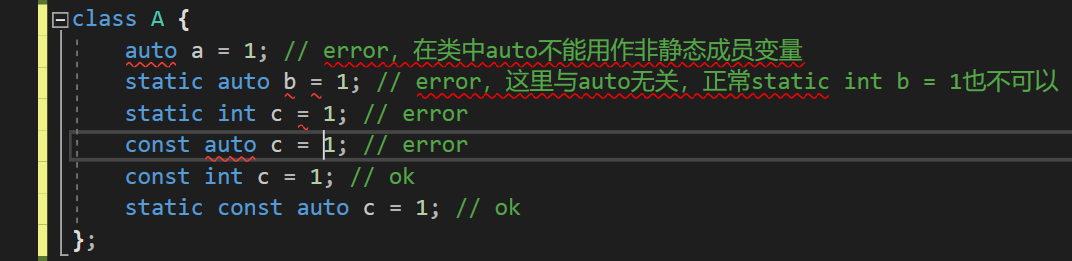 class A {
    auto a = 1; // error, 在类中auto不能用作非静态成员变量
    static auto b = 1; // error, 这里与auto无关, 正常static int b = 1也不可以
    static int c = 1; // error
    const auto c = 1; // error
    const int c = 1; // ok
    static const auto c = 1; // ok
};